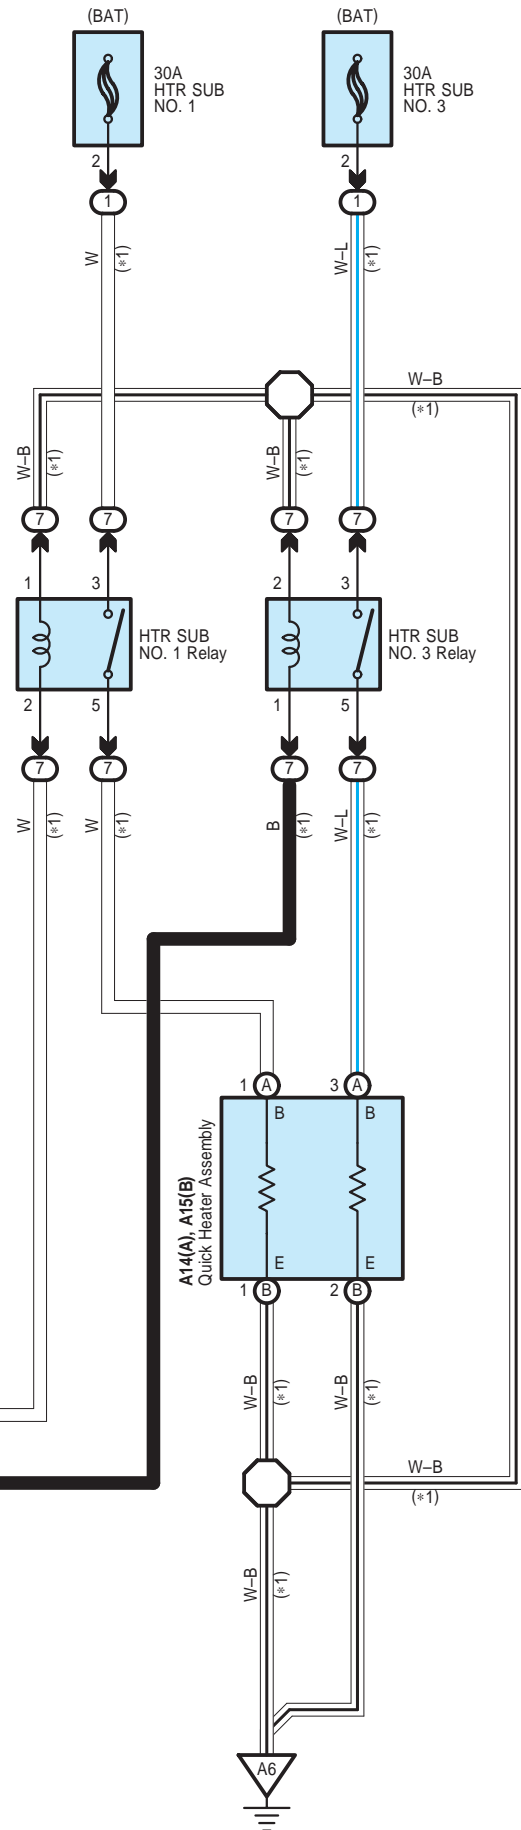 (BAT)
(BAT)
30A
HTR SUB
NO. 1
30A
HTR SUB
NO. 3
2
2
1
1
W
(∗1)
W–L
(∗1)
W–B
(∗1)
W–B
(∗1)
W–B
(∗1)
7
7
7
7
1
3
2
3
HTR SUB
NO. 1 Relay
HTR SUB
NO. 3 Relay
2
5
1
5
7
7
7
7
W
(∗1)
W
(∗1)
B
(∗1)
W–L
(∗1)
1
A
3
A
B
B
A14(A), A15(B)
Quick Heater Assembly
E
E
1
B
2
B
W–B
(∗1)
W–B
(∗1)
W–B
(∗1)
W–B
(∗1)
A6